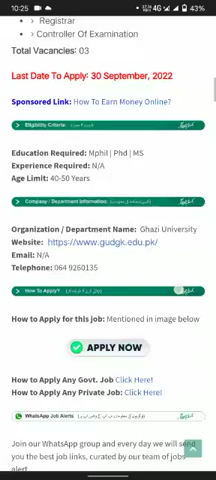 10:25
4G
43%
> Registrar
> Controller Of Examination
Total Vacancies: 03
Last Date To Apply: 30 September, 2022
Sponsored Link: How To Earn Money Online?
Eligibility Criteria:
Education Required: Mphil | Phd | MS
Experience Required: N/A
Age Limit: 40-50 Years
Company / Department Information:
Organization / Department Name: Ghazi University
Website: https://www.gudgk.edu.pk/
Email: N/A
Telephone: 064 9260135
How To Apply?
How to Apply for this job: Mentioned in image below
APPLY NOW
How to Apply Any Govt. Job Click Here!
How to Apply Any Private Job: Click Here!
WhatsApp Job Alerts
Join our WhatsApp group and every day we will send
you the best job links, curated by our team of jobs
alert